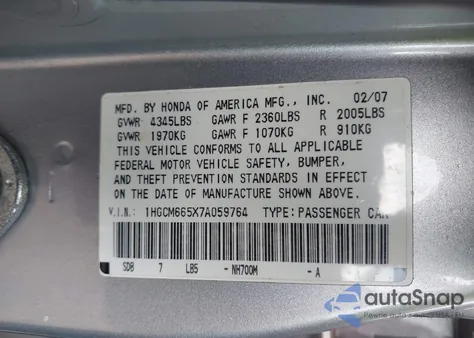 MFD. BY HONDA OF AMERICA MFG., INC. 02/07
GVWR 4345LBS GAWR F 2360LBS R 2005LBS
GVWR 1970KG GAWR F 1070KG R 910KG
THIS VEHICLE CONFORMS TO ALL APPLICABLE
FEDERAL MOTOR VEHICLE SAFETY, BUMPER,
AND THEFT PREVENTION STANDARDS IN EFFECT
ON THE DATE OF MANUFACTURE SHOWN ABOVE.
V.I.N: 1HGCM665X7A059764 TYPE: PASSENGER CAR
SDB 7 LB5 - NH700M - A
autoSnap